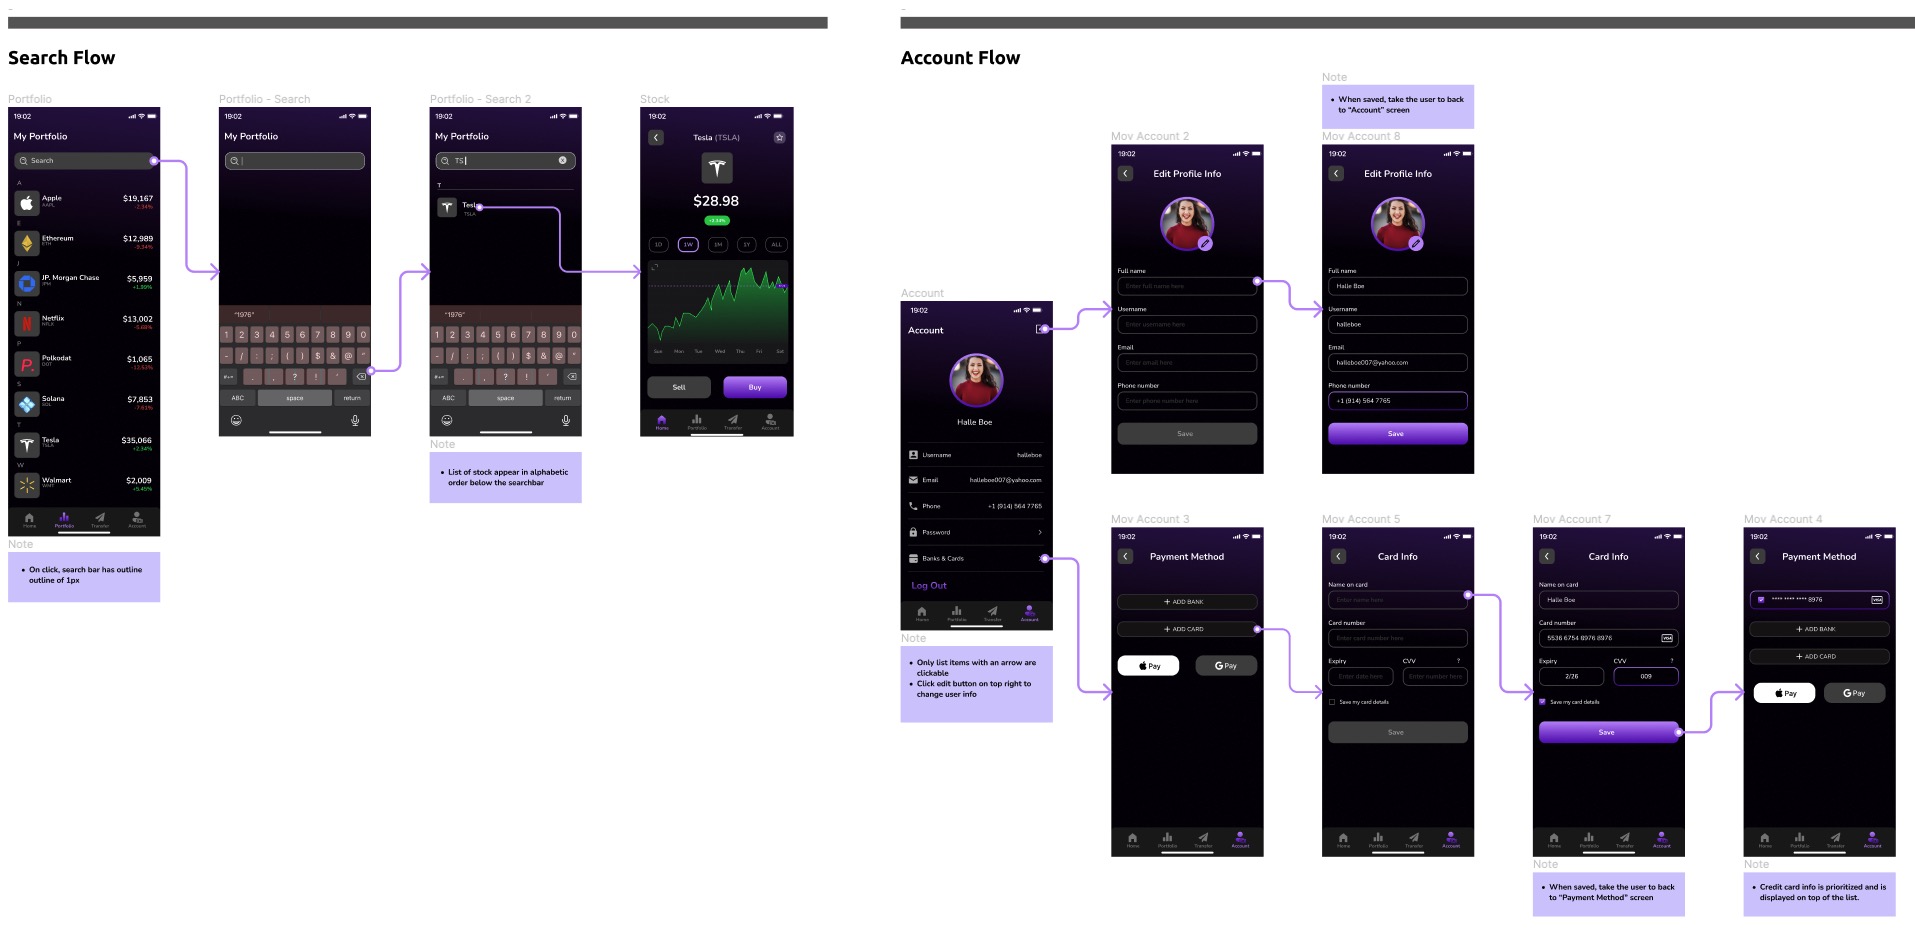 Search Flow
Portfolio
19:02
My Portfolio
Search
A
Apple
AAPL
$19,167
-2.34%
E
Ethereum
ETH
$12,989
-9.34%
J
JP. Morgan Chase
JPM
$5,959
+1.99%
N
Netflix
NFLX
$13,002
-5.69%
P
Polkodat
DOT
$1,065
-12.53%
S
Solana
SOL
$7,853
-7.61%
T
Tesla
TSLA
$35,066
+2.34%
W
Walmart
WMT
$2,009
+5.45%
Home
Portfolio
Transfer
Account
Note
On click, search bar has outline
outline of 1px
Portfolio - Search
19:02
My Portfolio
"1976"
1 2 3 4 5 6 7 8 9 0
- / : ; ( ) $ & @ "
#+= . , ? ! '
ABC space return
Portfolio - Search 2
19:02
My Portfolio
TS
T
Tesl
TSLA
"1976"
1 2 3 4 5 6 7 8 9 0
- / : ; ( ) $ & @ "
#+= . , ? ! '
ABC space return
Note
List of stock appear in alphabetic
order below the searchbar
Stock
19:02
Tesla (TSLA)
$28.98
+2.34%
1D 1W 1M 1Y ALL
Sun Mon Tue Wed Thu Fri Sat
Sell
Buy
Home
Portfolio
Transfer
Account
Account Flow
Account
19:02
Account
Halle Boe
Username
halleboe
Email
halleboe007@yahoo.com
Phone
+1 (914) 564 7765
Password
Banks & Cards
Log Out
Home
Portfolio
Transfer
Account
Note
Only list items with an arrow are
clickable
Click edit button on top right to
change user info
Mov Account 2
19:02
Edit Profile Info
Full name
Enter full name here
Username
Enter username here
Email
Enter email here
Phone number
Enter phone number here
Save
Note
When saved, take the user to back
to "Account" screen
Mov Account 8
19:02
Edit Profile Info
Full name
Halle Boe
Username
halleboe
Email
halleboe007@yahoo.com
Phone number
+1 (914) 564 7765
Save
Mov Account 3
19:02
Payment Method
+ ADD BANK
+ ADD CARD
Pay
G Pay
Home
Portfolio
Transfer
Account
Mov Account 5
19:02
Card Info
Name on card
Enter name here
Card number
Enter card number here
Expiry
CVV
?
Enter date here
Enter number here
Save my card details
Save
Home
Portfolio
Transfer
Account
Mov Account 7
19:02
Card Info
Name on card
Halle Boe
Card number
5536 6754 6976 8976
VISA
Expiry
CVV
?
2/26
009
Save my card details
Save
Home
Portfolio
Transfer
Account
Note
When saved, take the user to back
to "Payment Method" screen
Mov Account 4
19:02
Payment Method
**** **** **** 8976
VISA
+ ADD BANK
+ ADD CARD
Pay
G Pay
Home
Portfolio
Transfer
Account
Note
Credit card info is prioritized and is
displayed on top of the list.